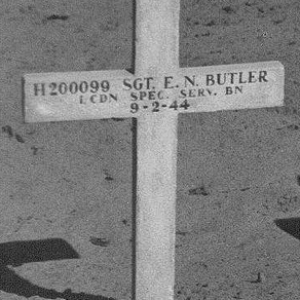 H200099 SGT. E. N. BUTLER
1 CDN SPEC. SERV. BN
9-2-44